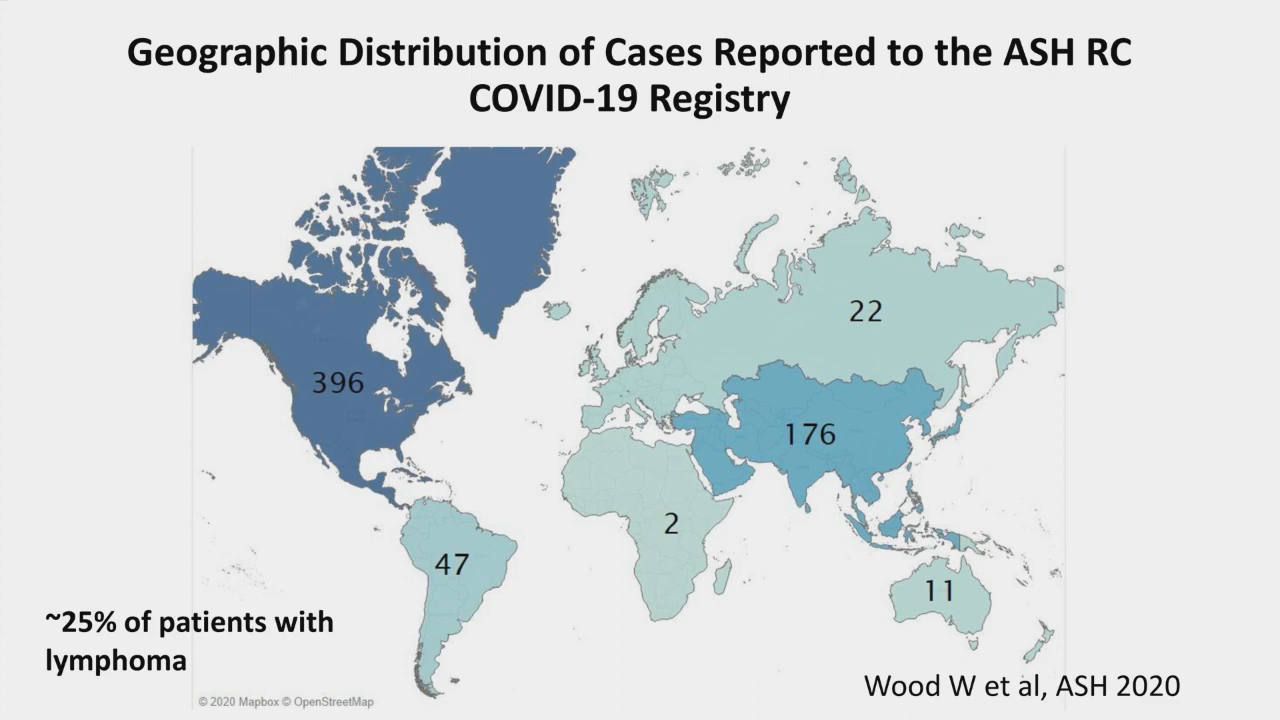 Geographic Distribution of Cases Reported to the ASH RC
COVID-19 Registry
22
396
176
2
47
11
~25% of patients with
lymphoma
Wood W et al, ASH 2020
© 2020 Mapbox © OpenStreetMap